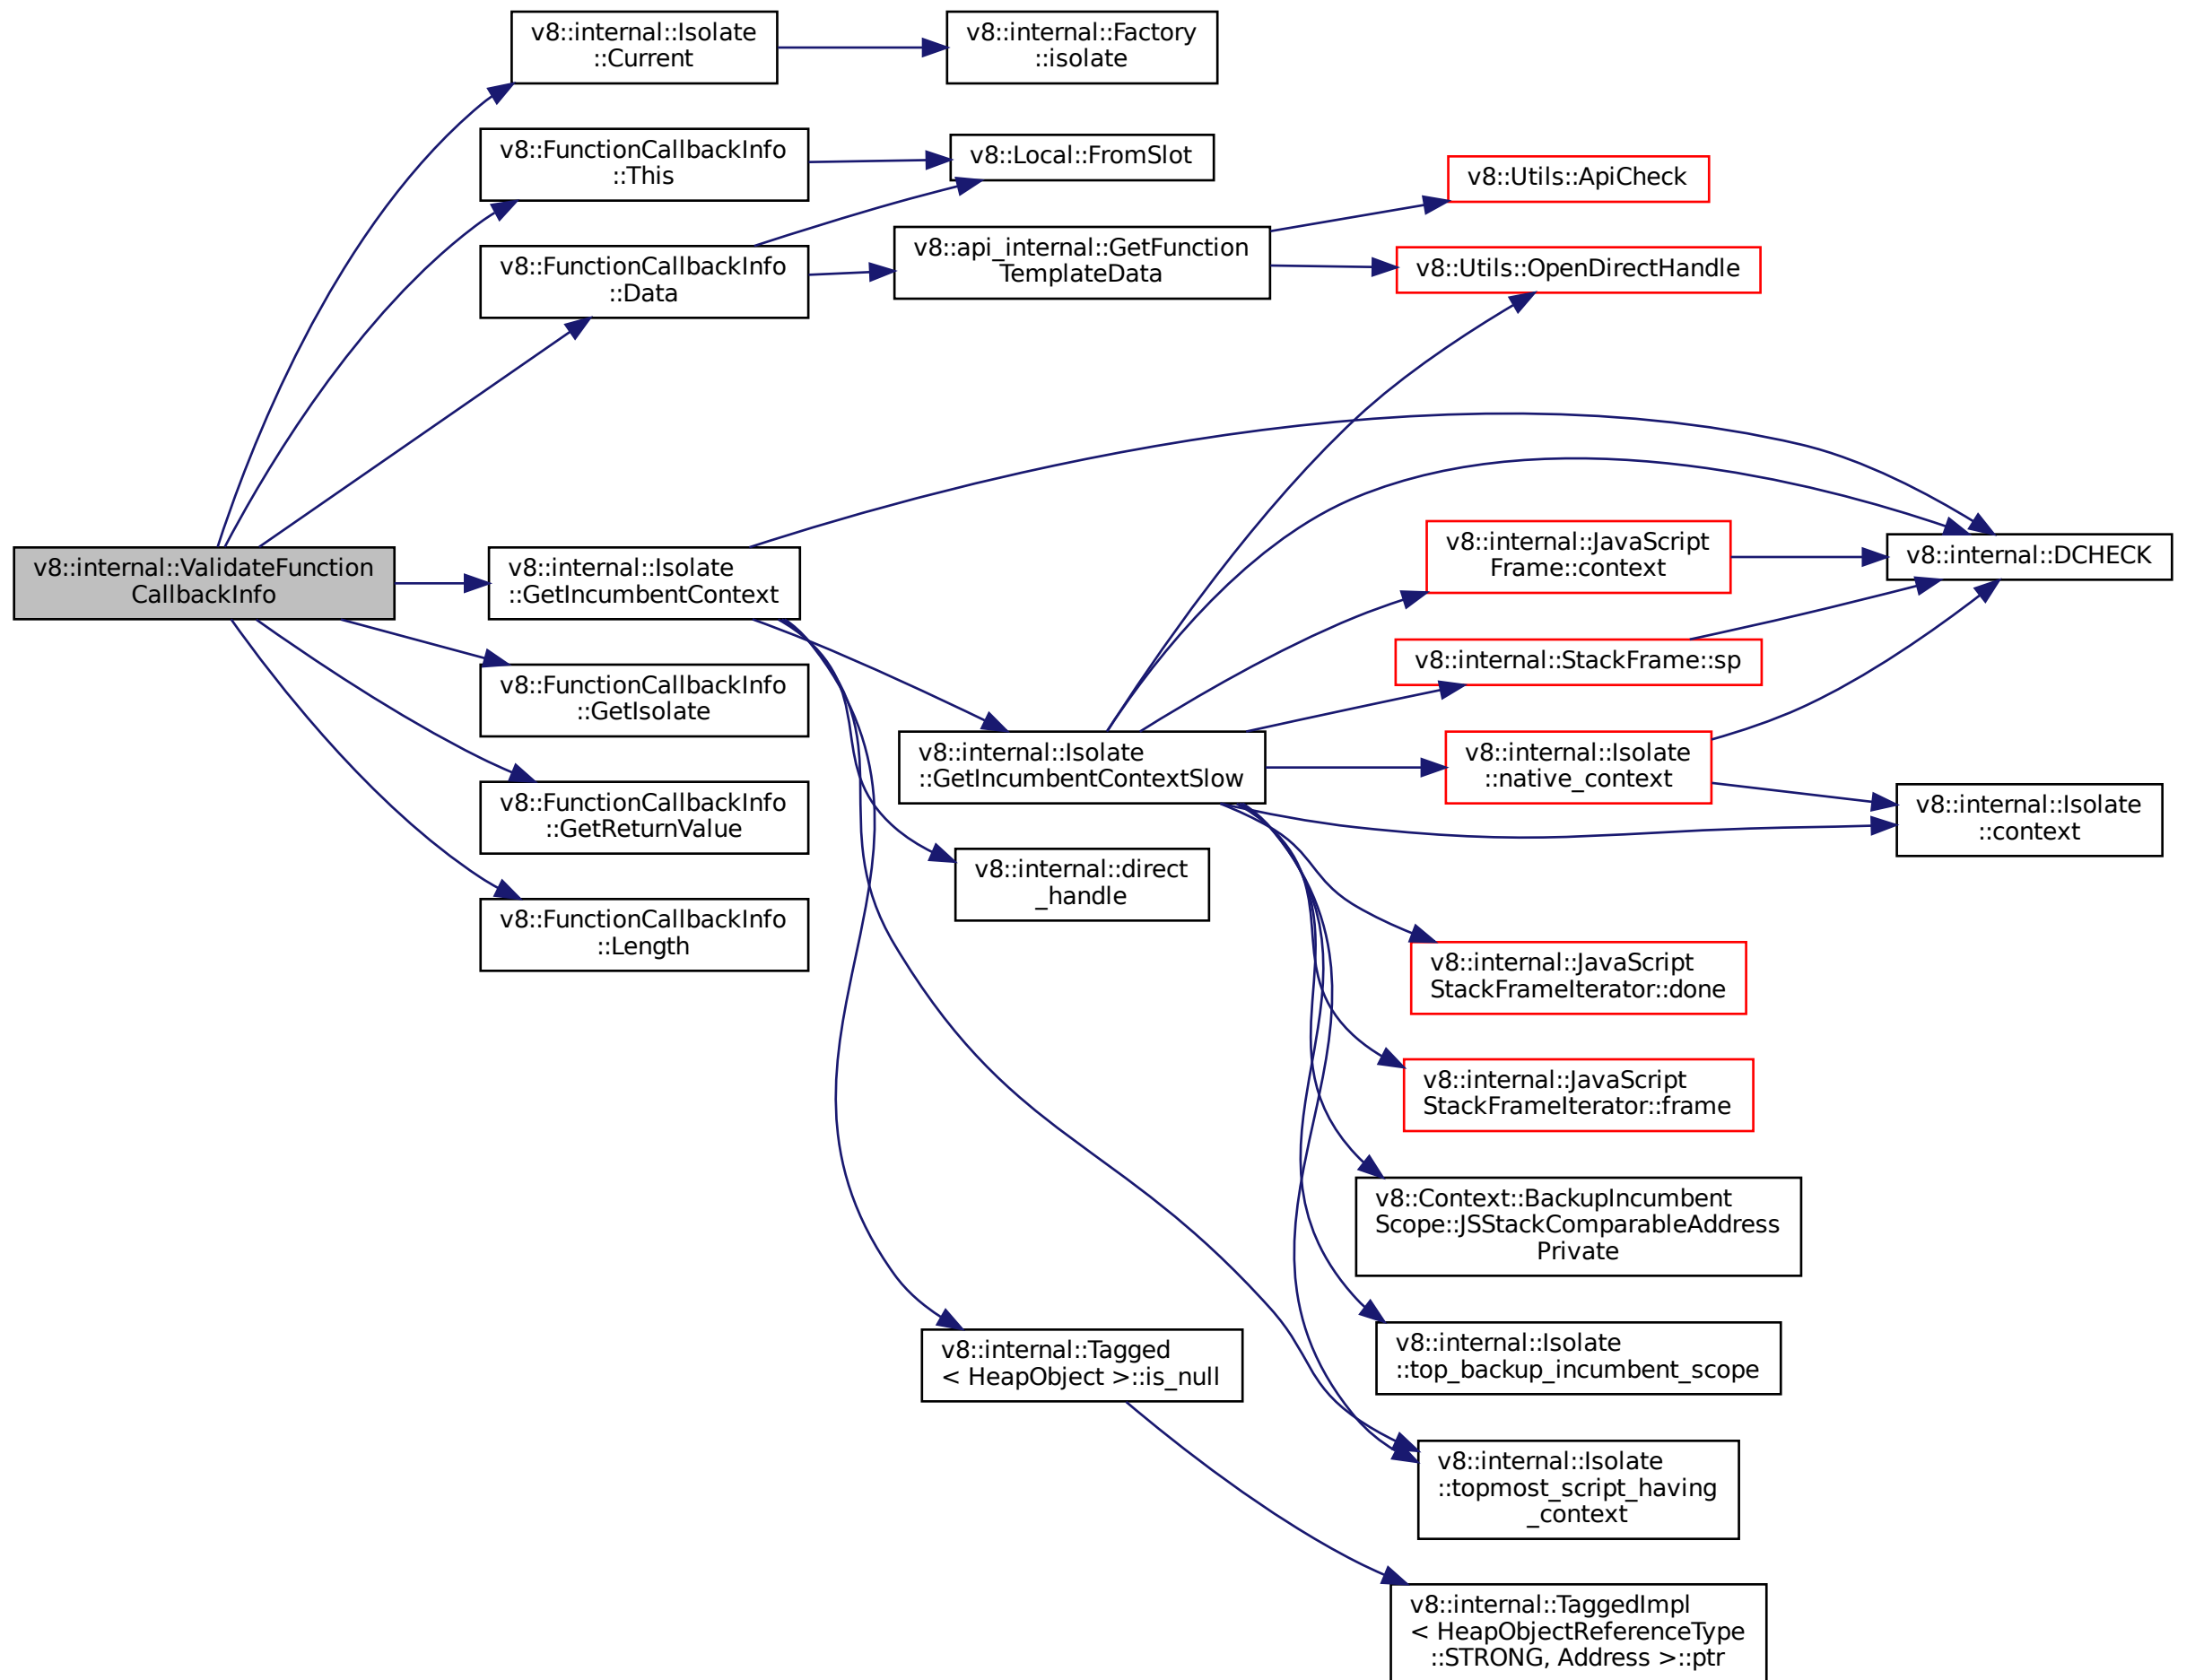 v8::internal::Isolate
::Current
v8::internal::Factory
::isolate
v8::FunctionCallbackInfo
::This
v8::Local::FromSlot
v8::Utils::ApiCheck
v8::FunctionCallbackInfo
::Data
v8::api_internal::GetFunction
TemplateData
v8::Utils::OpenDirectHandle
v8::internal::ValidateFunction
CallbackInfo
v8::internal::Isolate
::GetIncumbentContext
v8::internal::JavaScript
Frame::context
v8::internal::DCHECK
v8::FunctionCallbackInfo
::GetIsolate
v8::internal::StackFrame::sp
v8::internal::Isolate
::GetIncumbentContextSlow
v8::internal::Isolate
::native_context
v8::internal::Isolate
::context
v8::FunctionCallbackInfo
::GetReturnValue
v8::internal::direct
_handle
v8::FunctionCallbackInfo
::Length
v8::internal::JavaScript
StackFrameIterator::done
v8::internal::JavaScript
StackFrameIterator::frame
v8::Context::BackupIncumbent
Scope::JSStackComparableAddress
Private
v8::internal::Tagged
< HeapObject >::is_null
v8::internal::Isolate
::top_backup_incumbent_scope
v8::internal::Isolate
::topmost_script_having
_context
v8::internal::TaggedImpl
< HeapObjectReferenceType
::STRONG, Address >::ptr